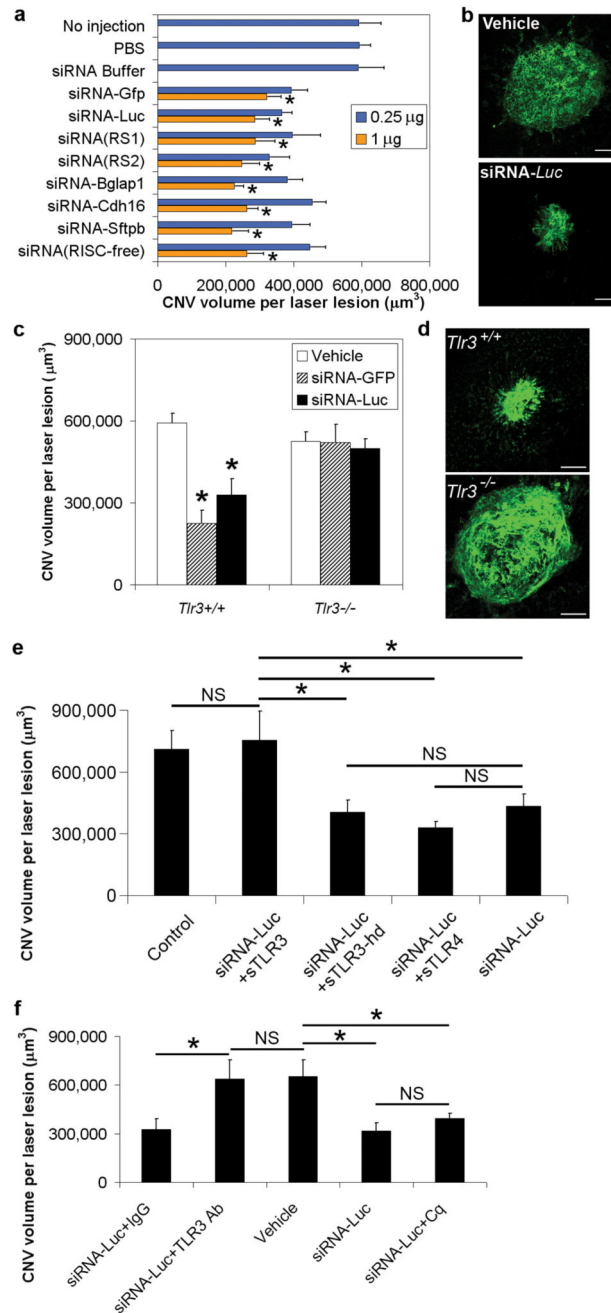 a
No injection
PBS
siRNA Buffer
siRNA-Gfp
siRNA-Luc
siRNA(RS1)
siRNA(RS2)
siRNA-Bglap1
siRNA-Cdh16
siRNA-Sftpb
siRNA(RISC-free)
*
*
*
*
*
*
*
*
0.25 μg
1 μg
0
200,000
400,000
600,000
800,000
CNV volume per laser lesion (μm³)
b
Vehicle
siRNA-Luc
c
CNV volume per laser lesion (μm³)
900,000
600,000
300,000
0
Vehicle
siRNA-GFP
siRNA-Luc
*
*
Tlr3+/+
Tlr3-/-
d
Tlr3+/+
Tlr3-/-
e
CNV volume per laser lesion (μm³)
900,000
600,000
300,000
0
*
*
NS
*
NS
NS
Control
siRNA-Luc
+sTLR3
siRNA-Luc
+sTLR3-hd
siRNA-Luc
+sTLR4
siRNA-Luc
f
CNV volume per laser lesion (μm³)
900,000
600,000
300,000
0
*
*
NS
*
NS
siRNA-Luc+IgG
siRNA-Luc+TLR3 Ab
Vehicle
siRNA-Luc
siRNA-Luc+Cq